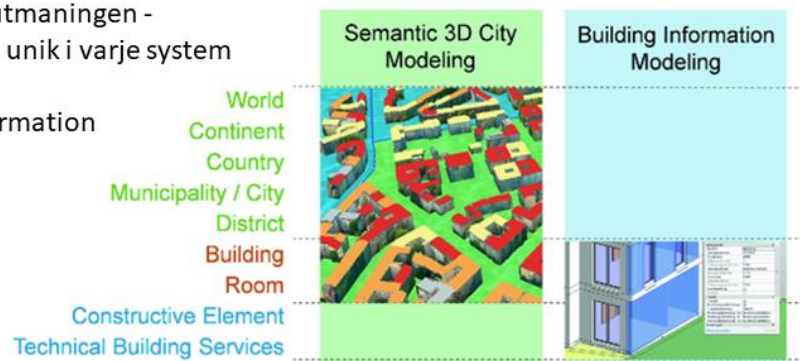 utmaningen -
unik i varje system
rmation
Semantic 3D City
Modeling
Building Information
Modeling
World
Continent
Country
Municipality / City
District
Building
Room
Constructive Element
Technical Building Services